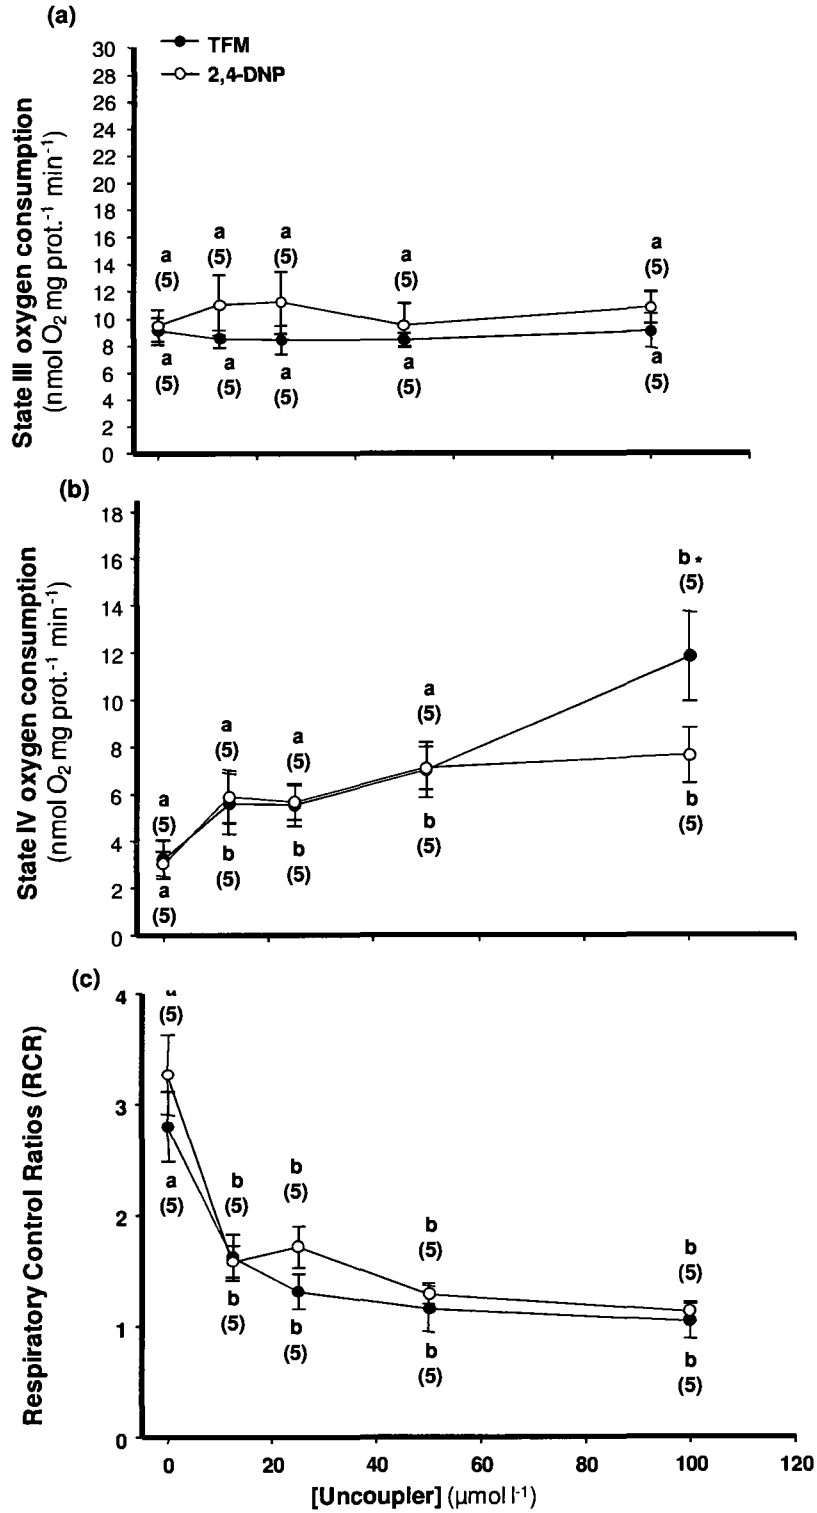 (a)
TFM
2,4-DNP
State III oxygen consumption
(nmol O2 mg prot.-1 min-1)
30
28
26
24
22
20
18
16
14
12
10
8
6
4
2
0
a a a a a
(5) (5) (5) (5) (5)
a a a a a
(5) (5) (5) (5) (5)
(b)
State IV oxygen consumption
(nmol O2 mg prot.-1 min-1)
18
16
14
12
10
8
6
4
2
0
a a a a b*
(5) (5) (5) (5) (5)
a b b b b
(5) (5) (5) (5) (5)
(c)
Respiratory Control Ratios (RCR)
4
3
2
1
0
(5)
b b b b
(5) (5) (5) (5)
a b b b b
(5) (5) (5) (5) (5)
0 20 40 60 80 100 120
[Uncoupler] (μmol l-1)